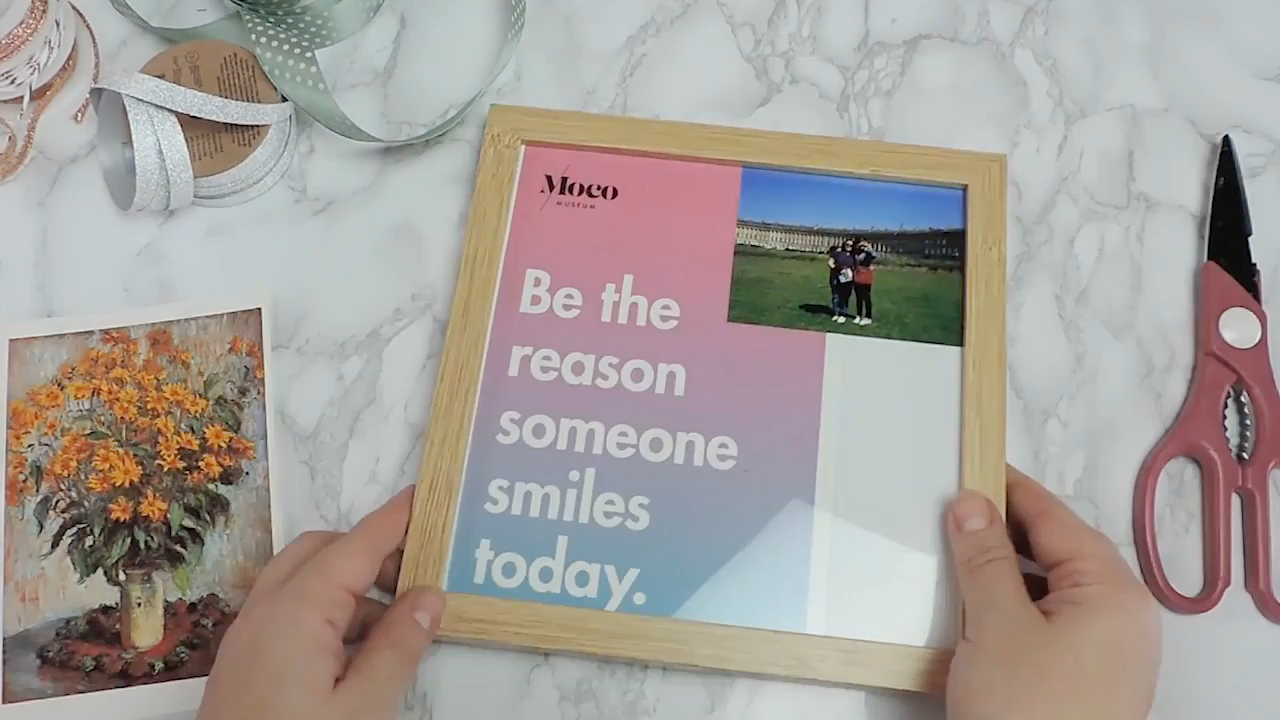 Moco
MUSEUM
Be the
reason
someone
smiles
today.